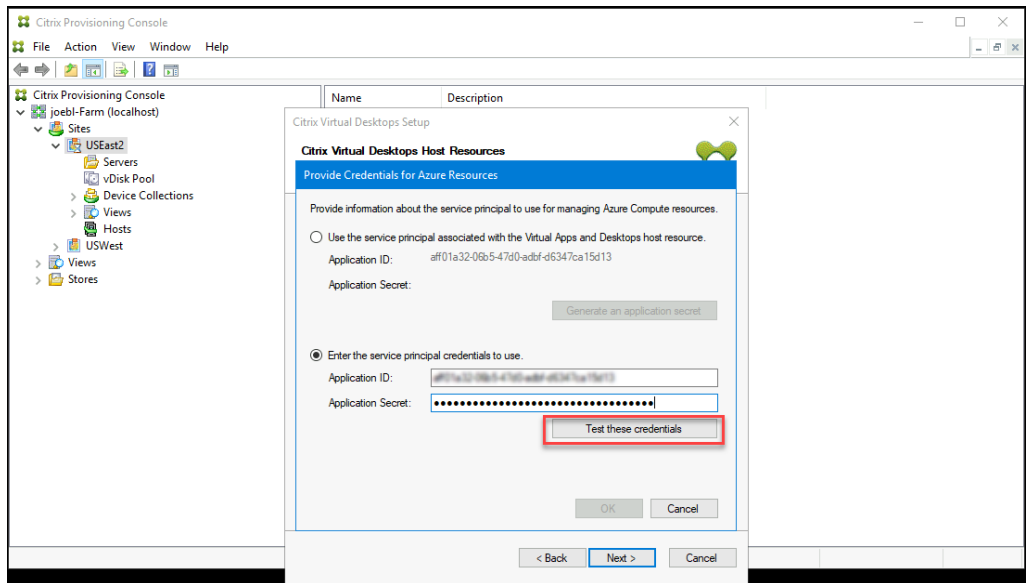 Citrix Provisioning Console
File Action View Window Help
Citrix Provisioning Console
joebl-Farm (localhost)
Sites
USEast2
Servers
vDisk Pool
Device Collections
Views
Hosts
USWest
Views
Stores
Name Description
Citrix Virtual Desktops Setup
Citrix Virtual Desktops Host Resources
Provide Credentials for Azure Resources
Provide information about the service principal to use for managing Azure Compute resources.
Use the service principal associated with the Virtual Apps and Desktops host resource.
Application ID: aff01a32-06b5-47d0-adbf-d6347ca15d13
Application Secret:
Generate an application secret
Enter the service principal credentials to use.
Application ID:
Application Secret:
Test these credentials
OK Cancel
< Back Next > Cancel